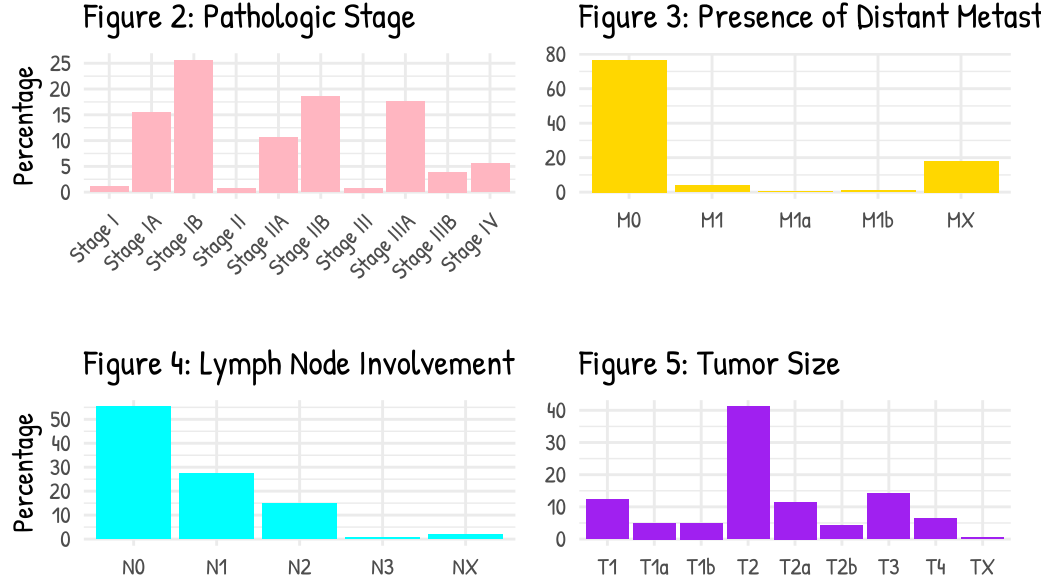 Figure 2: Pathologic Stage
Percentage
25
20
15
10
5
0
Stage I
Stage IA
Stage IB
Stage II
Stage IIA
Stage IIB
Stage III
Stage IIIA
Stage IIIB
Stage IV
Figure 3: Presence of Distant Metast
80
60
40
20
0
M0
M1
M1a
M1b
MX
Figure 4: Lymph Node Involvement
Percentage
50
40
30
20
10
0
N0
N1
N2
N3
NX
Figure 5: Tumor Size
40
30
20
10
0
T1
T1a
T1b
T2
T2a
T2b
T3
T4
TX